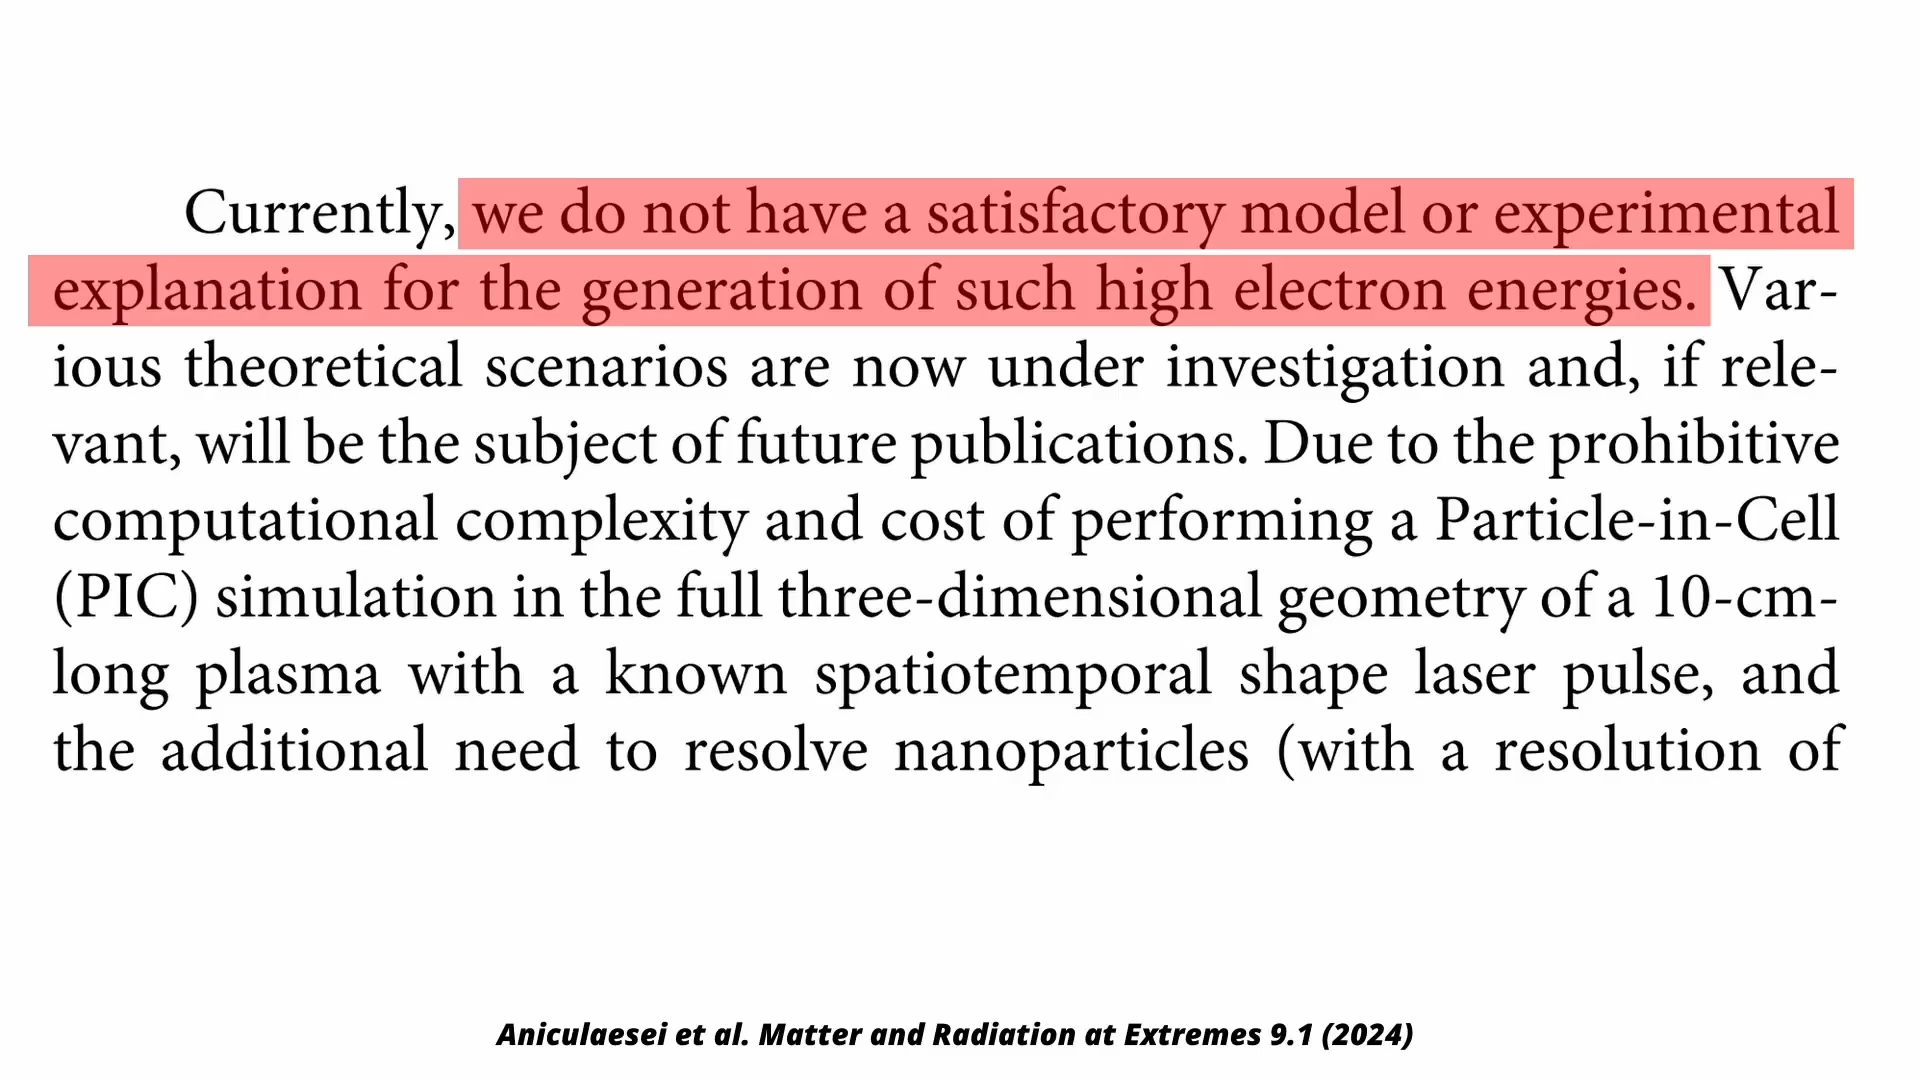 Currently, we do not have a satisfactory model or experimental
explanation for the generation of such high electron energies. Var-
ious theoretical scenarios are now under investigation and, if rele-
vant, will be the subject of future publications. Due to the prohibitive
computational complexity and cost of performing a Particle-in-Cell
(PIC) simulation in the full three-dimensional geometry of a 10-cm-
long plasma with a known spatiotemporal shape laser pulse, and
the additional need to resolve nanoparticles (with a resolution of
Aniculaesei et al. Matter and Radiation at Extremes 9.1 (2024)